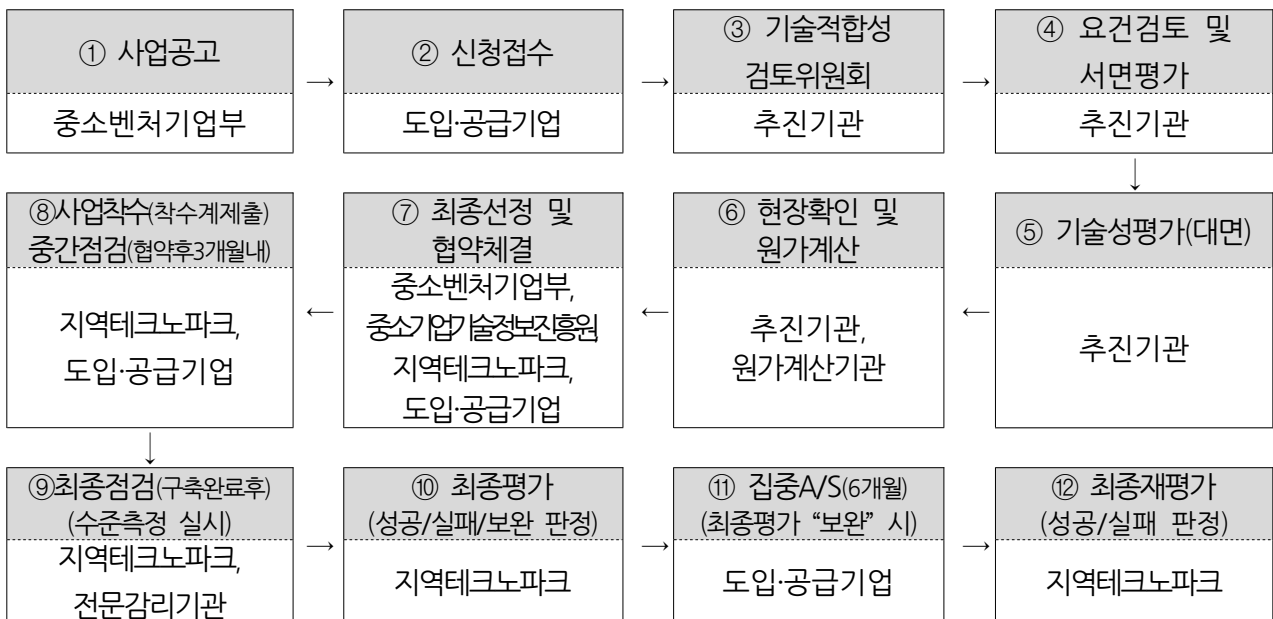 ① 사업공고
중소벤처기업부
→
② 신청접수
도입·공급기업
→
③ 기술적합성
검토위원회
추진기관
→
④ 요건검토 및
서면평가
추진기관
↓
⑤ 기술성평가(대면)
추진기관
←
⑥ 현장확인 및
원가계산
추진기관,
원가계산기관
←
⑦ 최종선정 및
협약체결
중소벤처기업부,
중소기업기술정보진흥원,
지역테크노파크,
도입·공급기업
←
⑧사업착수(착수계제출)
중간점검(협약후3개월내)
지역테크노파크,
도입·공급기업
↓
⑨최종점검(구축완료후)
(수준측정 실시)
지역테크노파크,
전문감리기관
→
⑩ 최종평가
(성공/실패/보완 판정)
지역테크노파크
→
⑪ 집중A/S(6개월)
(최종평가 “보완” 시)
도입·공급기업
→
⑫ 최종재평가
(성공/실패 판정)
지역테크노파크